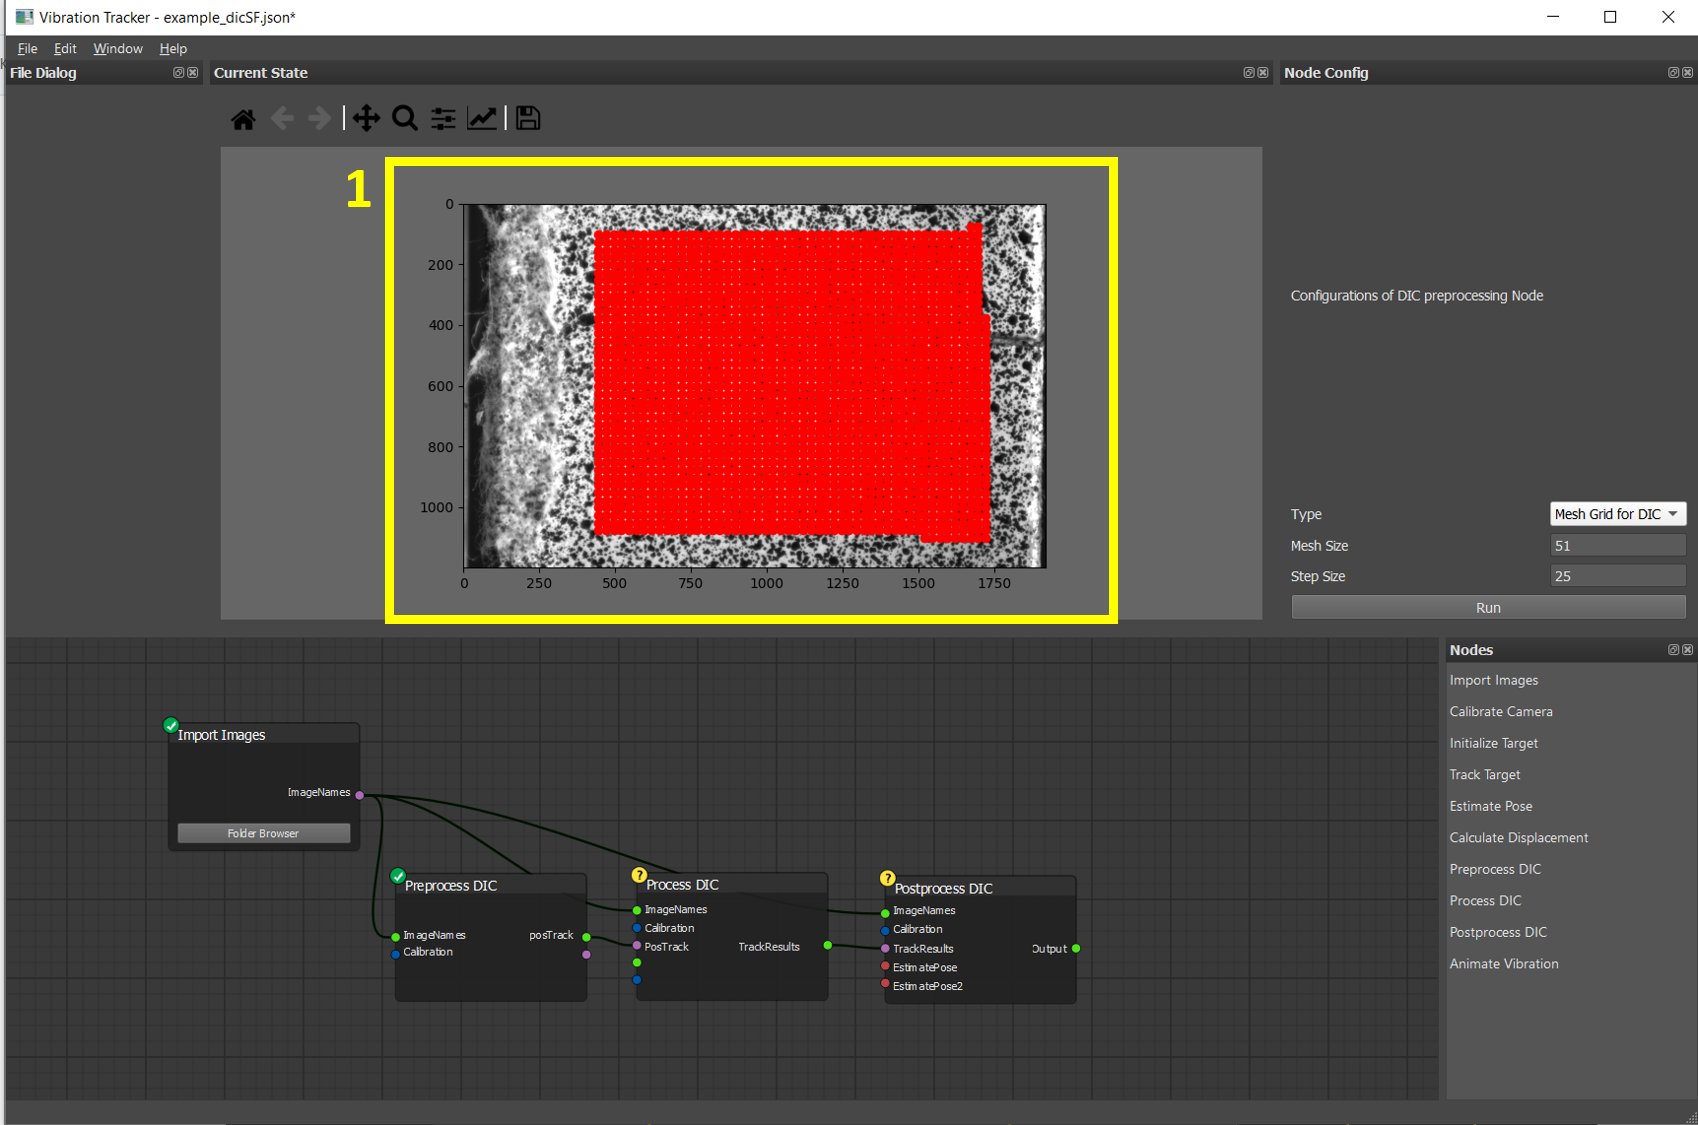 Vibration Tracker - example_dicSF.json*
File Edit Window Help
File Dialog
Current State
Node Config
1
0
200
400
600
800
1000
0 250 500 750 1000 1250 1500 1750
Configurations of DIC preprocessing Node
Type Mesh Grid for DIC
Mesh Size 51
Step Size 25
Run
Import Images
ImageNames
Folder Browser
? Process DIC
ImageNames
Calibration
PosTrack TrackResults
Preprocess DIC
ImageNames posTrack
Calibration
? Postprocess DIC
ImageNames
Calibration
TrackResults Output
EstimatePose
EstimatePose2
Nodes
Import Images
Calibrate Camera
Initialize Target
Track Target
Estimate Pose
Calculate Displacement
Preprocess DIC
Process DIC
Postprocess DIC
Animate Vibration